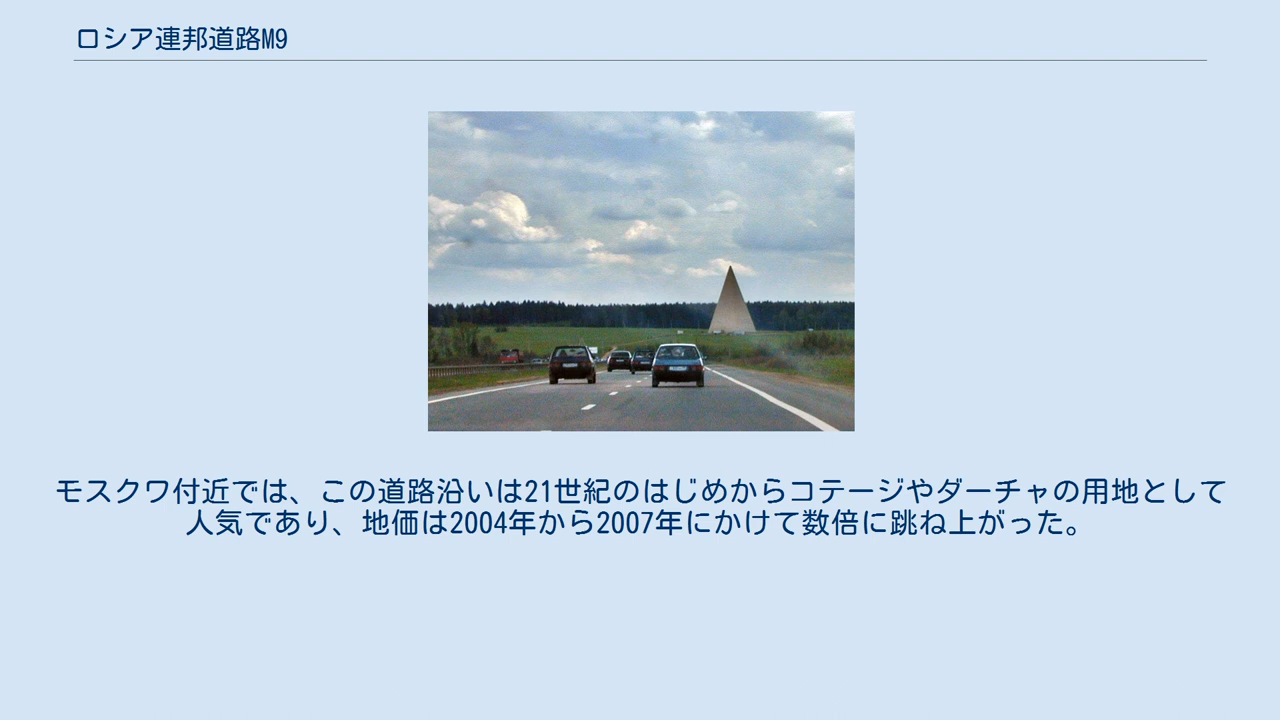 ロシア連邦道路M9
モスクワ付近では、この道路沿いは21世紀のはじめからコテージやダーチャの用地として
人気であり、地価は2004年から2007年にかけて数倍に跳ね上がった。